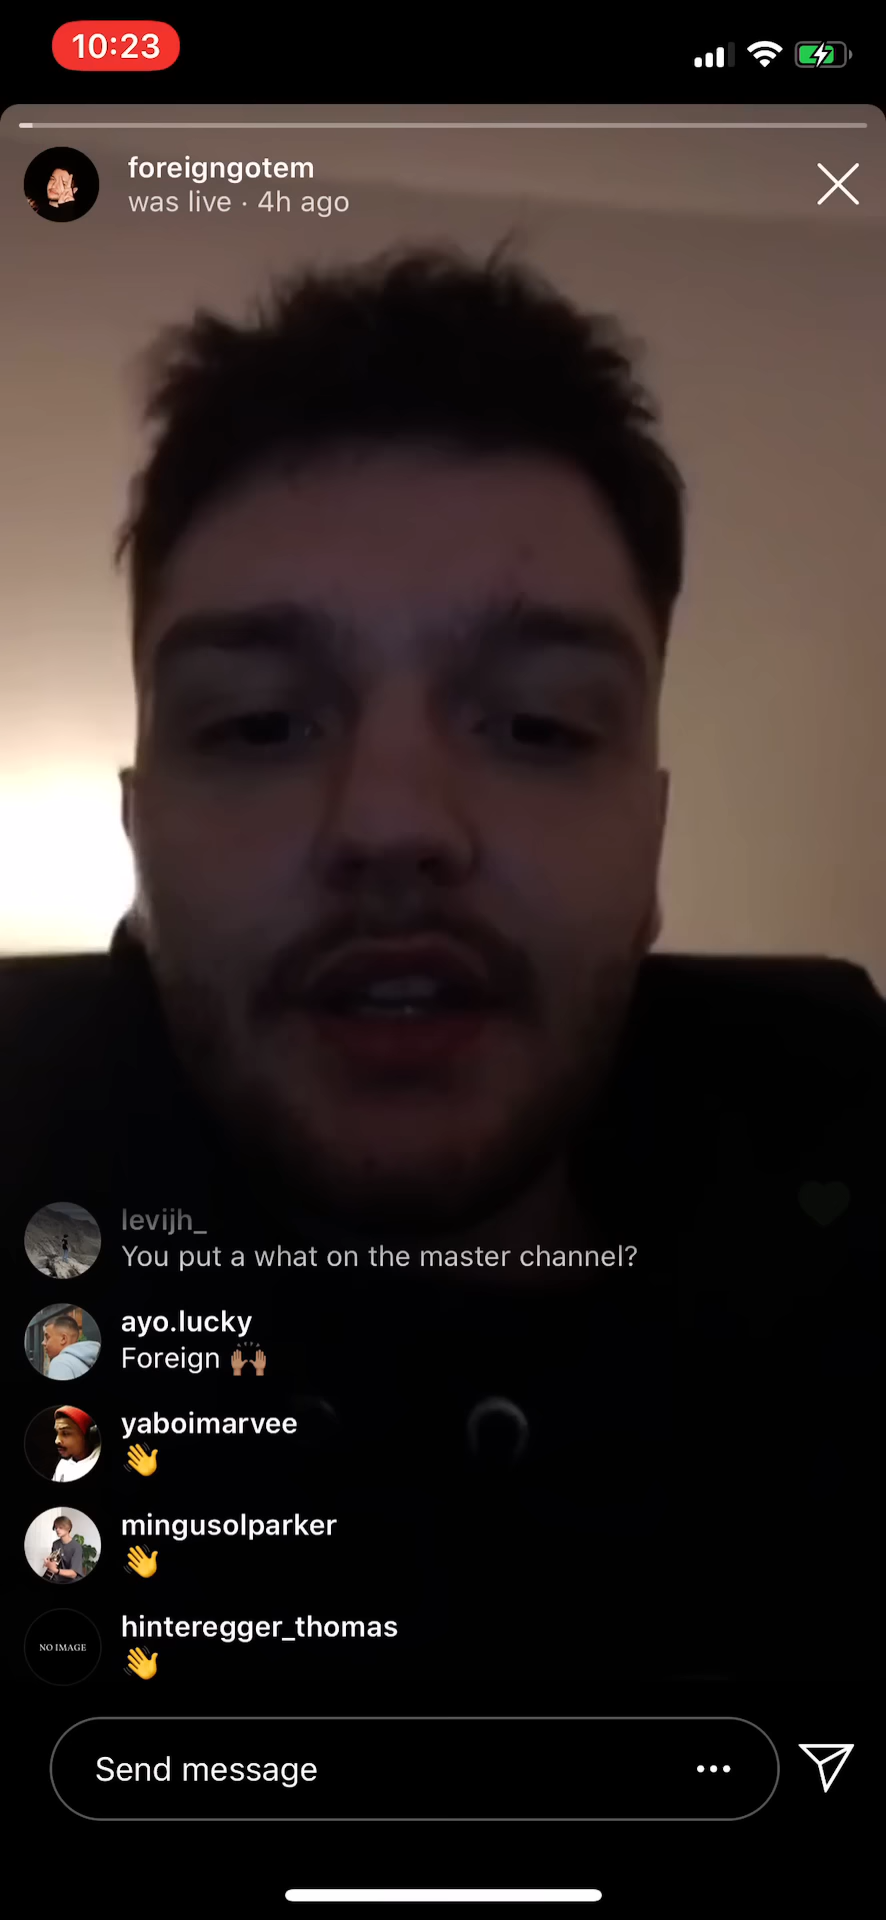 10:23
foreigngotem
was live · 4h ago
levijh_
You put a what on the master channel?
ayo.lucky
Foreign 🙌🏽
yaboimarvee
👋
mingusolparker
👋
NO IMAGE
hinteregger_thomas
👋
Send message